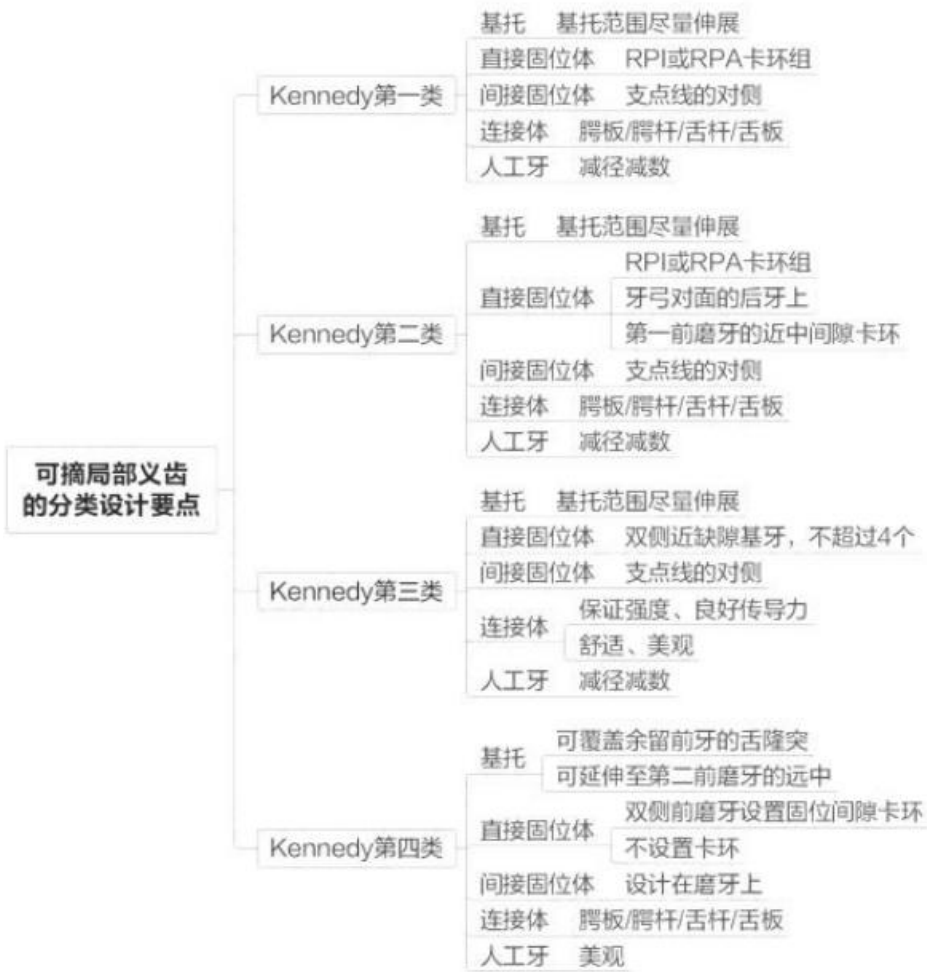 可摘局部义齿
的分类设计要点
Kennedy第一类
基托 基托范围尽量伸展
直接固位体 RPI或RPA卡环组
间接固位体 支点线的对侧
连接体 腭板/腭杆/舌杆/舌板
人工牙 减径减数
Kennedy第二类
基托 基托范围尽量伸展
直接固位体
RPI或RPA卡环组
牙弓对面的后牙上
第一前磨牙的近中间隙卡环
间接固位体 支点线的对侧
连接体 腭板/腭杆/舌杆/舌板
人工牙 减径减数
Kennedy第三类
基托 基托范围尽量伸展
直接固位体 双侧近缺隙基牙，不超过4个
间接固位体 支点线的对侧
连接体
保证强度、良好传导力
舒适、美观
人工牙 减径减数
Kennedy第四类
基托
可覆盖余留前牙的舌隆突
可延伸至第二前磨牙的远中
直接固位体
双侧前磨牙设置固位间隙卡环
不设置卡环
间接固位体 设计在磨牙上
连接体 腭板/腭杆/舌杆/舌板
人工牙 美观